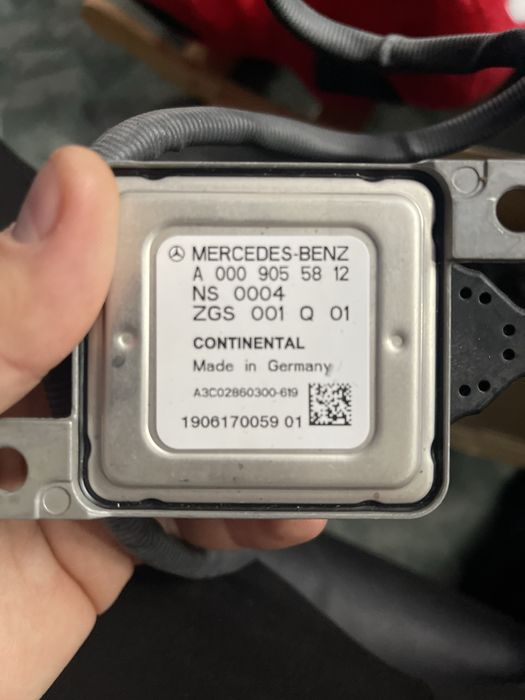 MERCEDES-BENZ
A 000 905 58 12
NS 0004
ZGS 001 Q 01
CONTINENTAL
Made in Germany
A3C02860300-619
1906170059 01